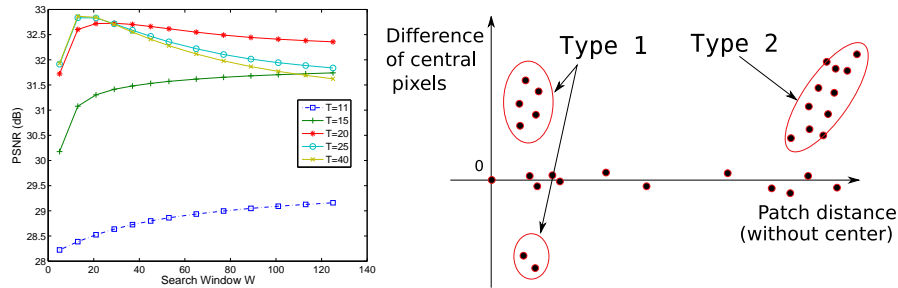 33
32.5
32
31.5
31
30.5
30
29.5
29
28.5
28
PSNR (dB)
0 20 40 60 80 100 120 140
Search Window W
T=11
T=15
T=20
T=25
T=40
Difference
of central
pixels
Type 1
Type 2
0
Patch distance
(without center)